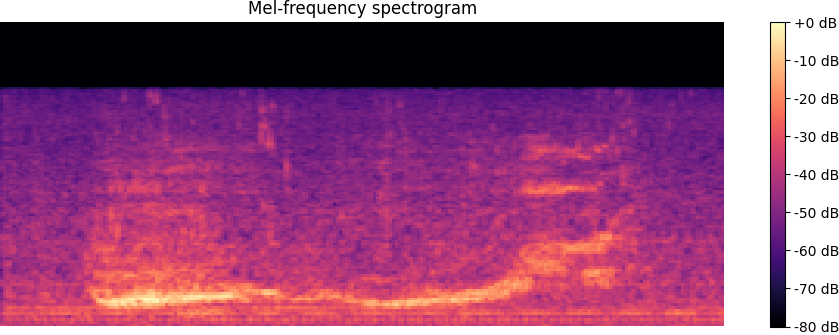 Mel-frequency spectrogram
+0 dB
-10 dB
-20 dB
-30 dB
-40 dB
-50 dB
-60 dB
-70 dB
-80 dB